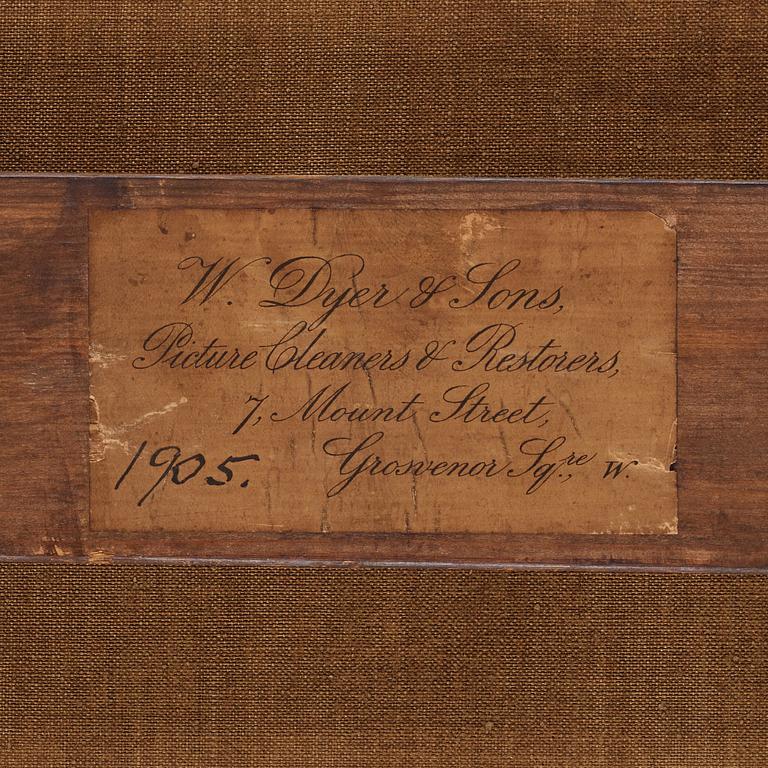 W. Dyer & Sons,
Picture Cleaners & Restorers,
7, Mount Street,
1905. Grosvenor Sq.re, W.